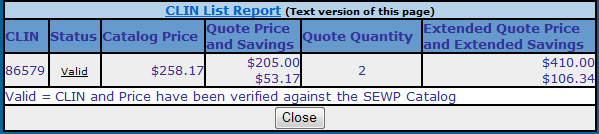 CLIN List Report (Text version of this page)
CLIN Status Catalog Price Quote Price and Savings Quote Quantity Extended Quote Price and Extended Savings
86579 Valid $258.17 $205.00 $53.17 2 $410.00 $106.34
Valid = CLIN and Price have been verified against the SEWP Catalog
Close